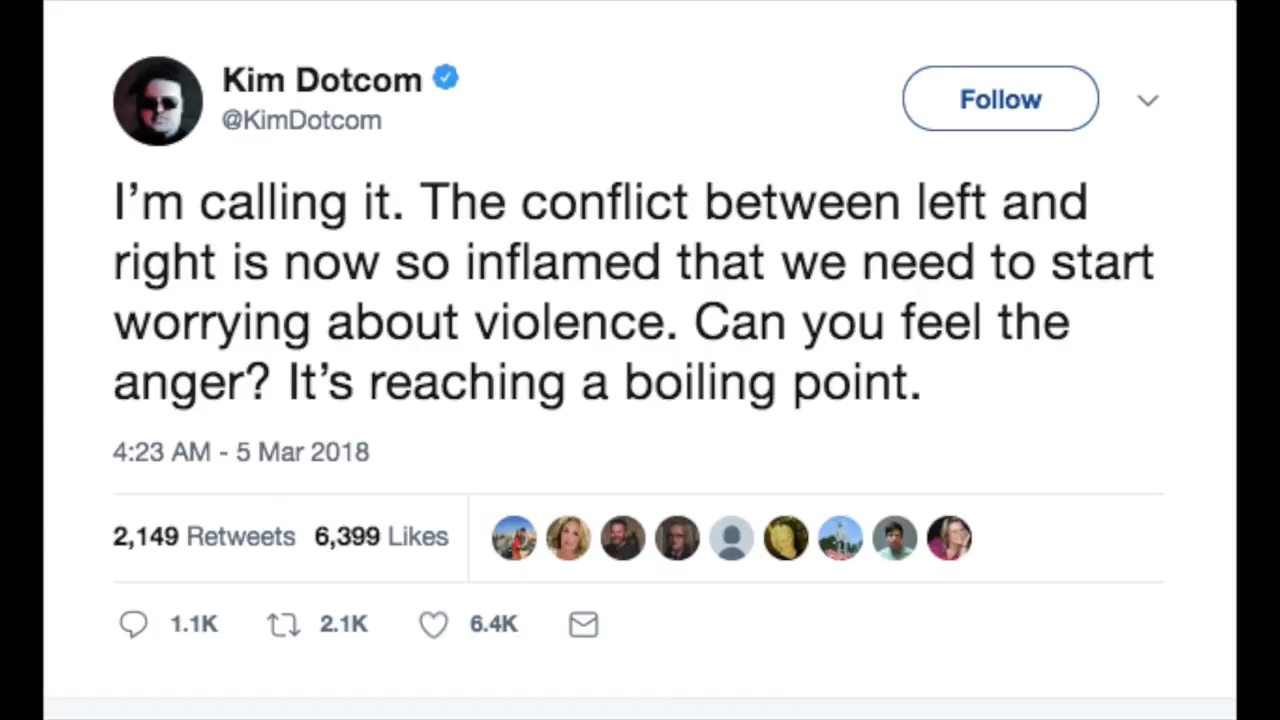 Kim Dotcom
@KimDotcom
Follow
I’m calling it. The conflict between left and
right is now so inflamed that we need to start
worrying about violence. Can you feel the
anger? It’s reaching a boiling point.
4:23 AM - 5 Mar 2018
2,149 Retweets 6,399 Likes
1.1K 2.1K 6.4K